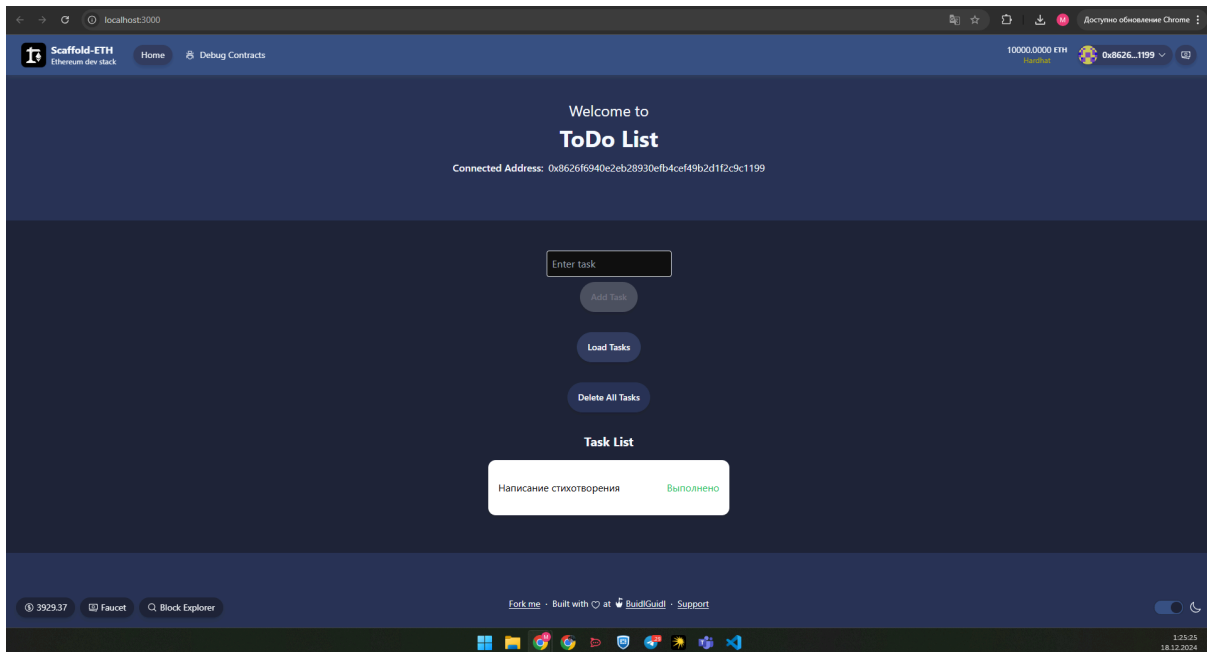 localhost:3000
Доступно обновление Chrome
Scaffold-ETH
Ethereum dev stack
Home
Debug Contracts
10000.0000 ETH
Hardhat
0x8626...1199
Welcome to
ToDo List
Connected Address: 0x8626f6940e2eb28930efb4cef49b2d1f2c9c1199
Enter task
Add Task
Load Tasks
Delete All Tasks
Task List
Написание стихотворения Выполнено
3929.37
Faucet
Block Explorer
Fork me · Built with ♡ at BuidlGuidl · Support
1:25:25
18.12.2024